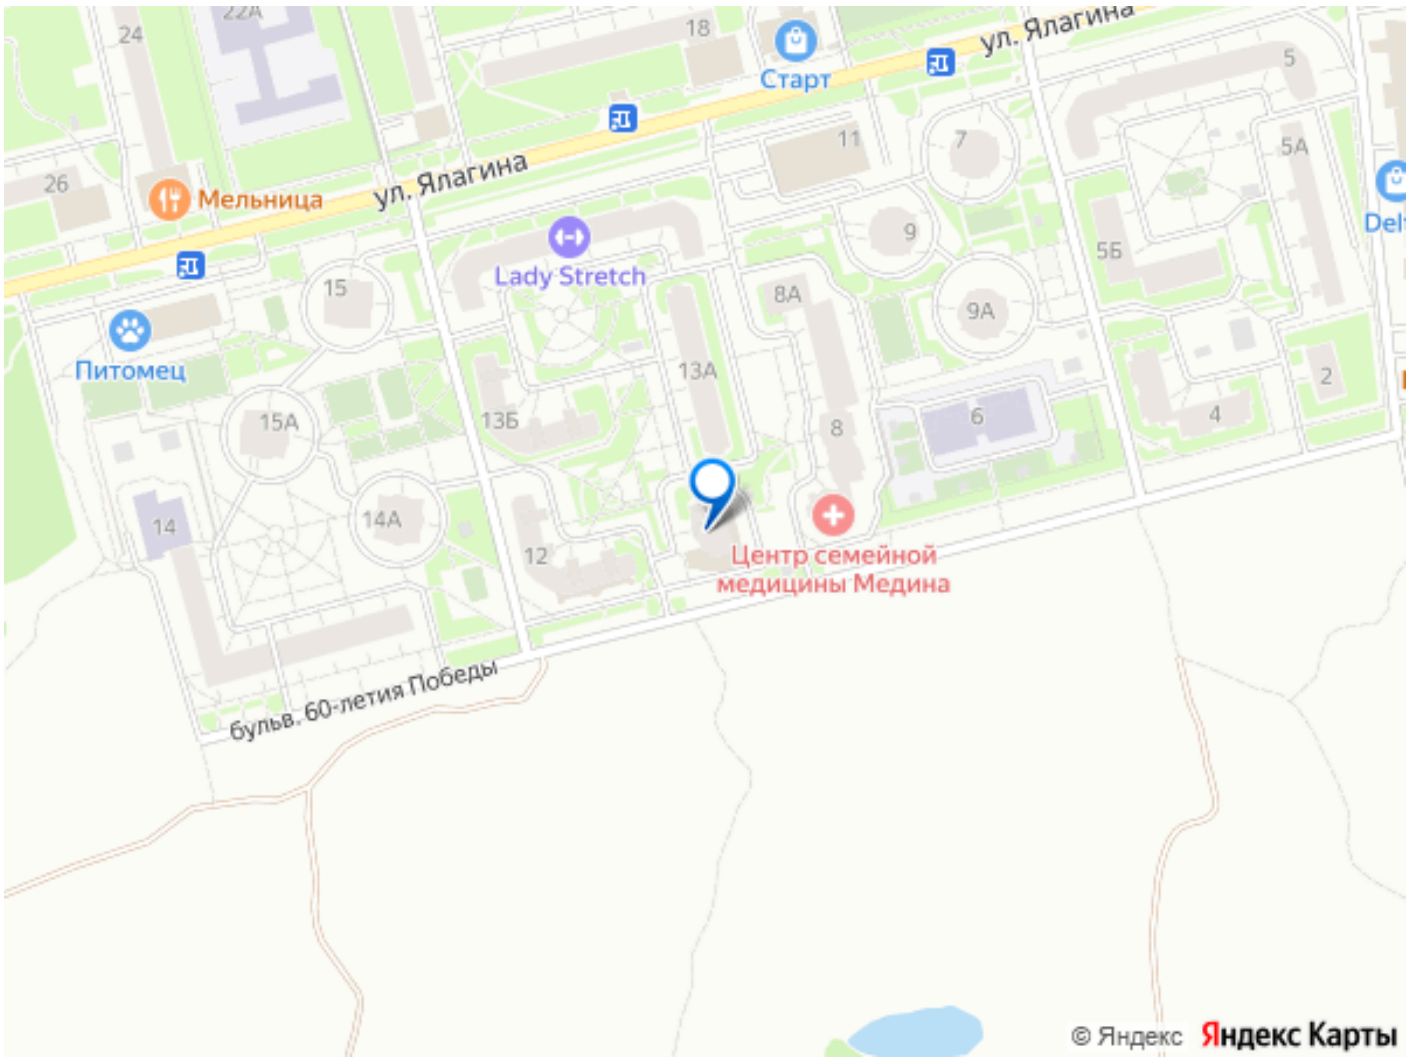 22А
24
18
ул. Ялагина
Старт
5
11
7
5А
26
Мельница
ул. Ялагина
9
5Б
Lady Stretch
15
8А
9А
Питомец
13А
2
15А
13Б
8
6
4
14
14А
12
Центр семейной
медицины Медина
бульв. 60-летия Победы
© Яндекс Яндекс Карты